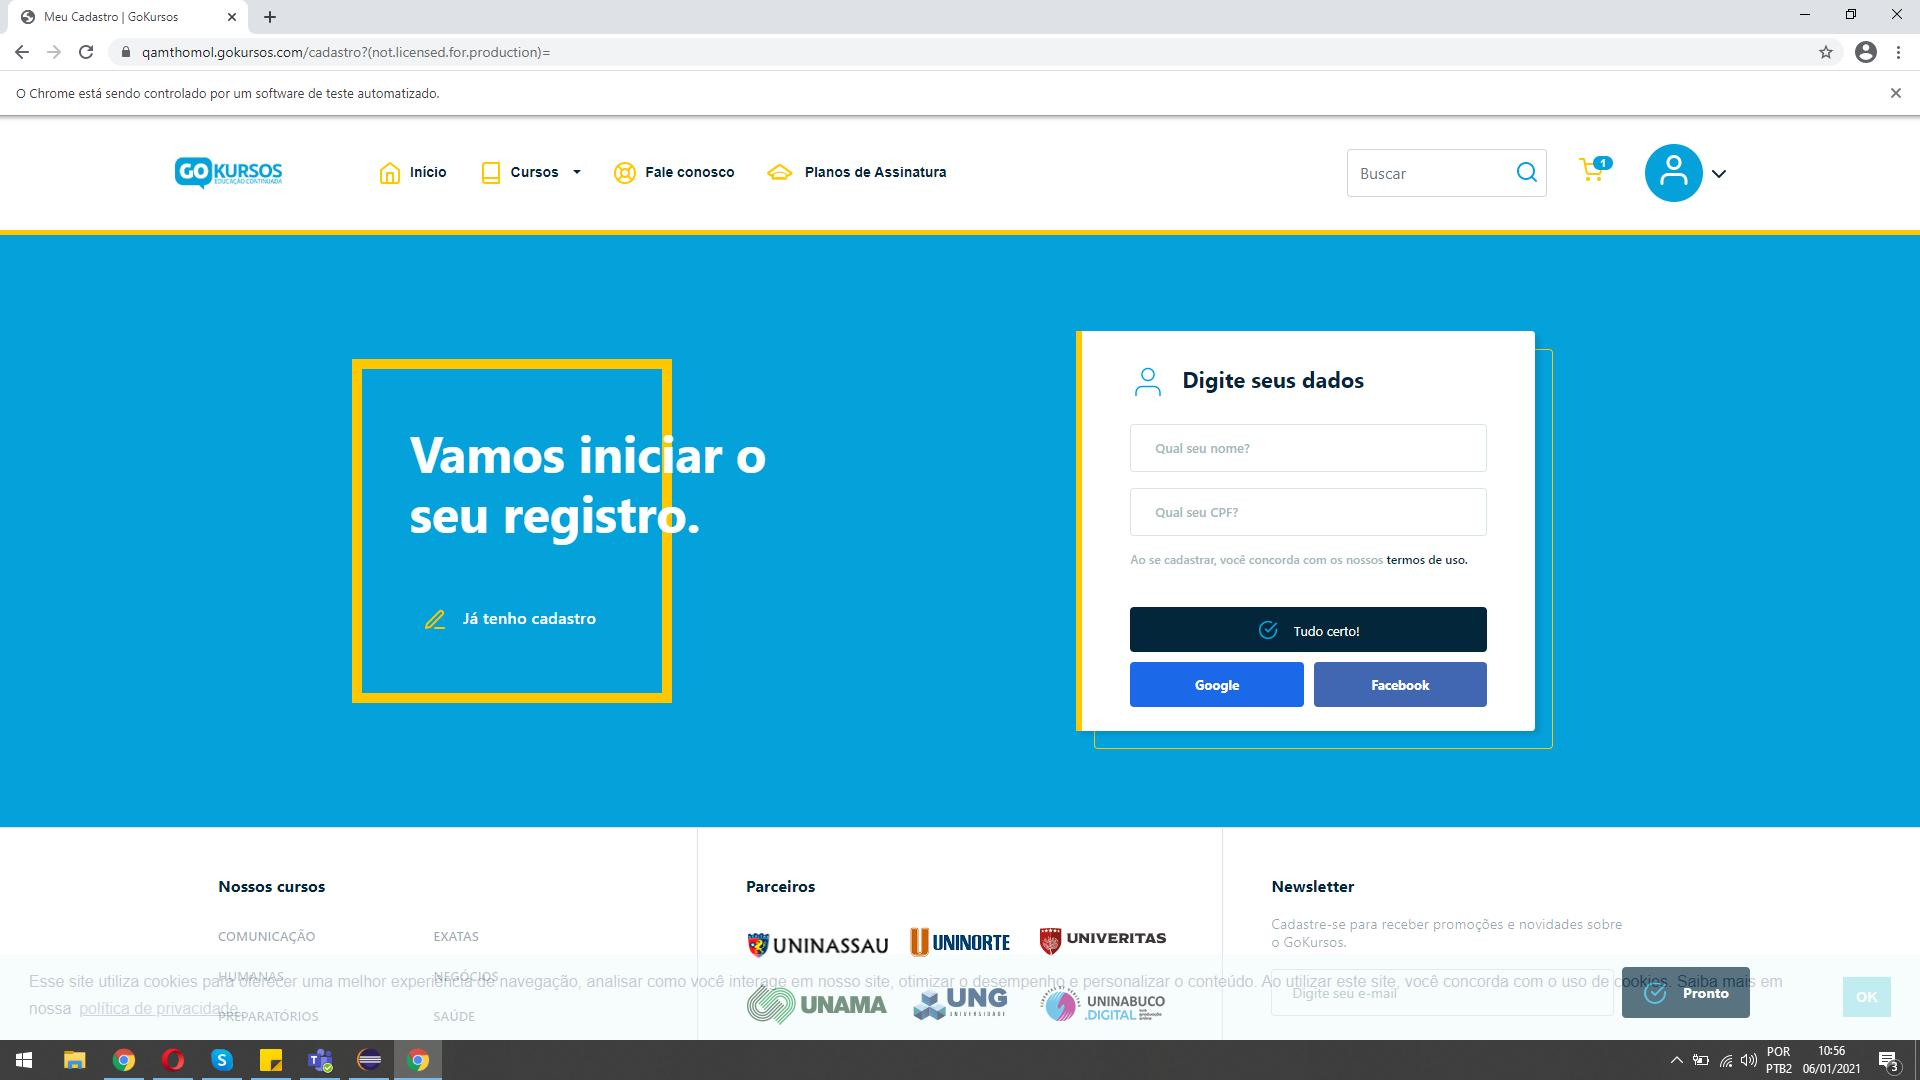 Meu Cadastro | GoKursos
qamthomol.gokursos.com/cadastro?(not.licensed.for.production)=
O Chrome está sendo controlado por um software de teste automatizado.
GO KURSOS
EDUCAÇÃO CONTINUADA
Início
Cursos
Fale conosco
Planos de Assinatura
Buscar
1
Vamos iniciar o
seu registro.
Já tenho cadastro
Digite seus dados
Qual seu nome?
Qual seu CPF?
Ao se cadastrar, você concorda com os nossos termos de uso.
Tudo certo!
Google Facebook
Nossos cursos
COMUNICAÇÃO EXATAS
HUMANAS NEGÓCIOS
PREPARATÓRIOS SAÚDE
Parceiros
UNINASSAU UNINORTE UNIVERITAS
UNAMA UNG UNIVERSIDADE UNINABUCO
.DIGITAL
Newsletter
Cadastre-se para receber promoções e novidades sobre
o GoKursos.
Digite seu e-mail
Pronto
Esse site utiliza cookies para oferecer uma melhor experiência de navegação, analisar como você interage em nosso site, otimizar o desempenho e personalizar o conteúdo. Ao utilizar este site, você concorda com o uso de cookies. Saiba mais em
nossa política de privacidade.
OK
POR
PTB2
10:56
06/01/2021
3